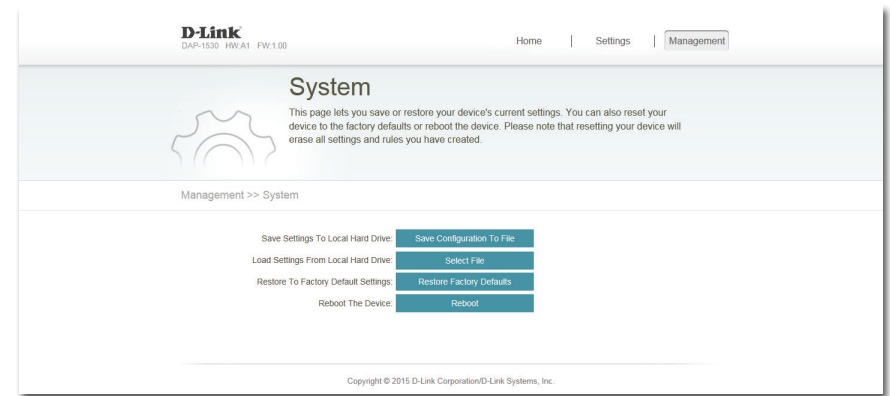 D-Link
DAP-1530 HW:A1 FW:1.00
Home | Settings | Management
System
This page lets you save or restore your device's current settings. You can also reset your
device to the factory defaults or reboot the device. Please note that resetting your device will
erase all settings and rules you have created.
Management >> System
Save Settings To Local Hard Drive: Save Configuration To File
Load Settings From Local Hard Drive: Select File
Restore To Factory Default Settings: Restore Factory Defaults
Reboot The Device: Reboot
Copyright © 2015 D-Link Corporation/D-Link Systems, Inc.